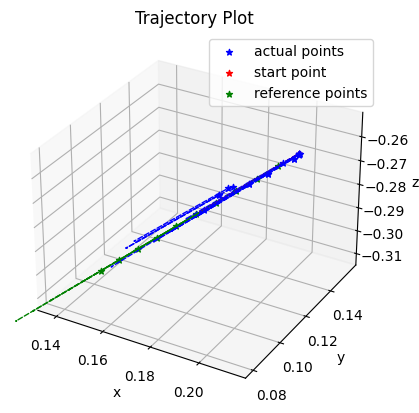 Trajectory Plot
actual points
start point
reference points
−0.26
−0.27
−0.28
z
−0.29
−0.30
−0.31
0.14
0.12
y
0.10
0.08
0.14
0.16
0.18
0.20
x